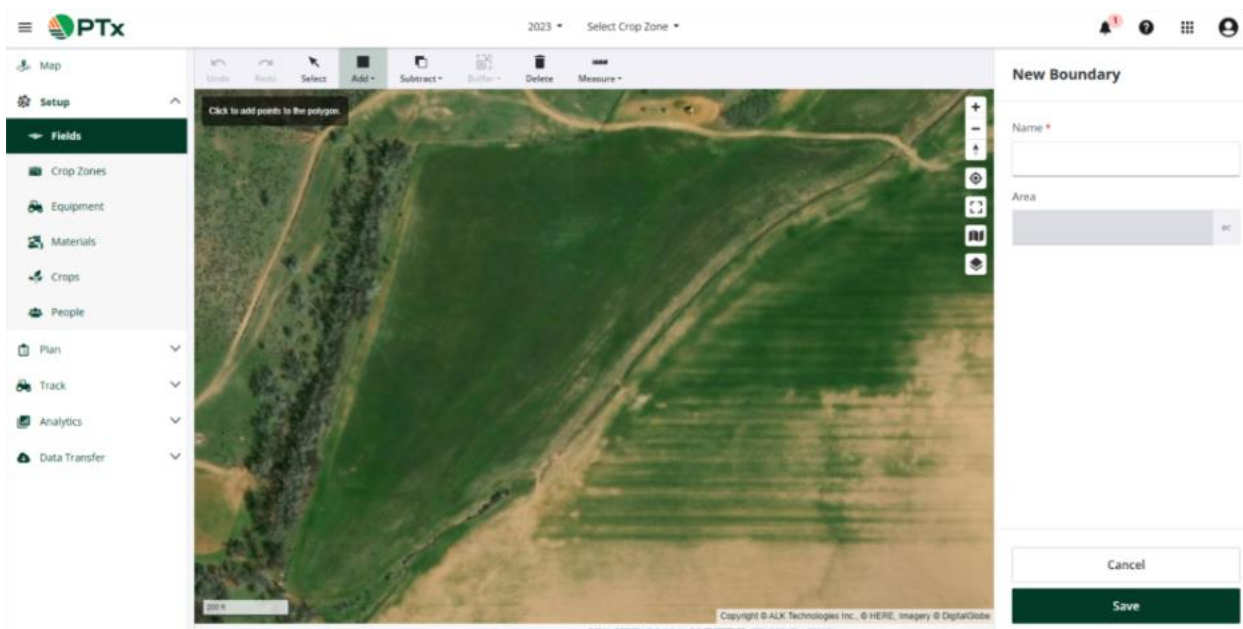 PTx
2023
Select Crop Zone
1
Map
Setup
Fields
Crop Zones
Equipment
Materials
Crops
People
Plan
Track
Analytics
Data Transfer
Undo
Redo
Select
Add
Subtract
Buffer
Delete
Measure
Click to add points to the polygon.
200 ft
Copyright © ALK Technologies Inc., © HERE, imagery © DigitalGlobe
New Boundary
Name *
Area
ac
Cancel
Save